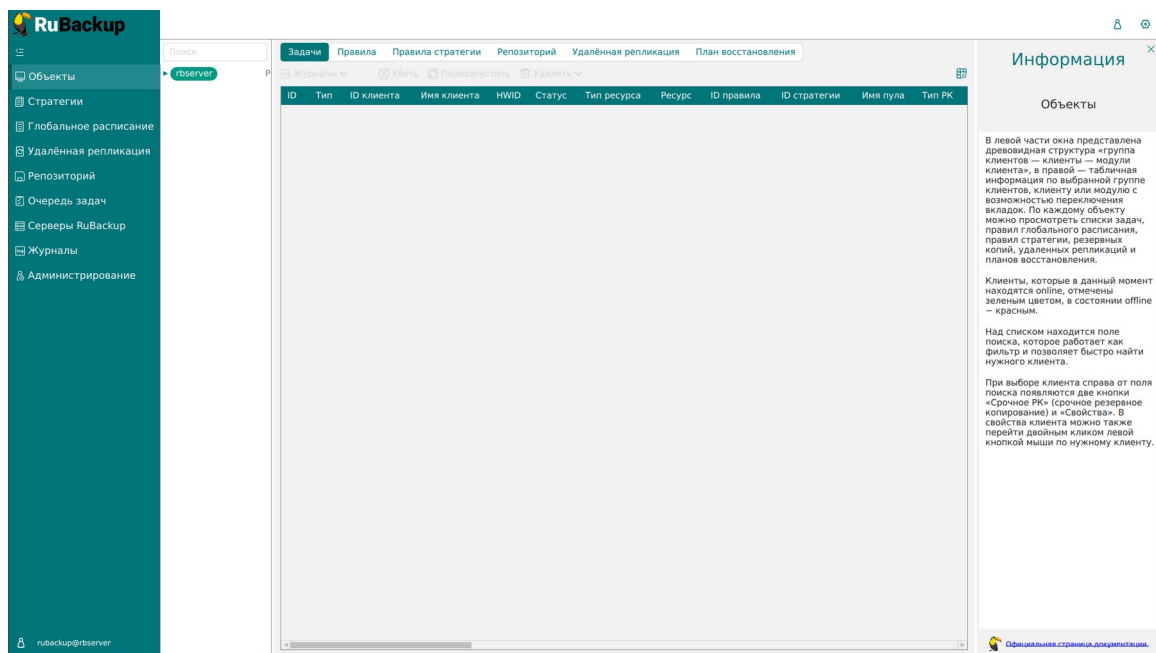 RuBackup
Объекты
Стратегии
Глобальное расписание
Удалённая репликация
Репозиторий
Очередь задач
Серверы RuBackup
Журналы
Администрирование
rubackup@rbserver
Поиск
rbserver Р
Задачи Правила Правила стратегии Репозиторий Удалённая репликация План восстановления
Журналы Убить Перезапустить Удалить
ID Тип ID клиента Имя клиента HWID Статус Тип ресурса Ресурс ID правила ID стратегии Имя пула Тип РК
Информация
Объекты
В левой части окна представлена
древовидная структура «группа
клиентов — клиенты — модули
клиента», в правой — табличная
информация по выбранной группе
клиентов, клиенту или модулю с
возможностью переключения
вкладок. По каждому объекту
можно просмотреть списки задач,
правил глобального расписания,
правил стратегии, резервных
копий, удаленных репликаций и
планов восстановления.
Клиенты, которые в данный момент
находятся online, отмечены
зеленым цветом, в состоянии offline
− красным.
Над списком находится поле
поиска, которое работает как
фильтр и позволяет быстро найти
нужного клиента.
При выборе клиента справа от поля
поиска появляются две кнопки
«Срочное РК» (срочное резервное
копирование) и «Свойства». В
свойства клиента можно также
перейти двойным кликом левой
кнопкой мыши по нужному клиенту.
Официальная страница документации.